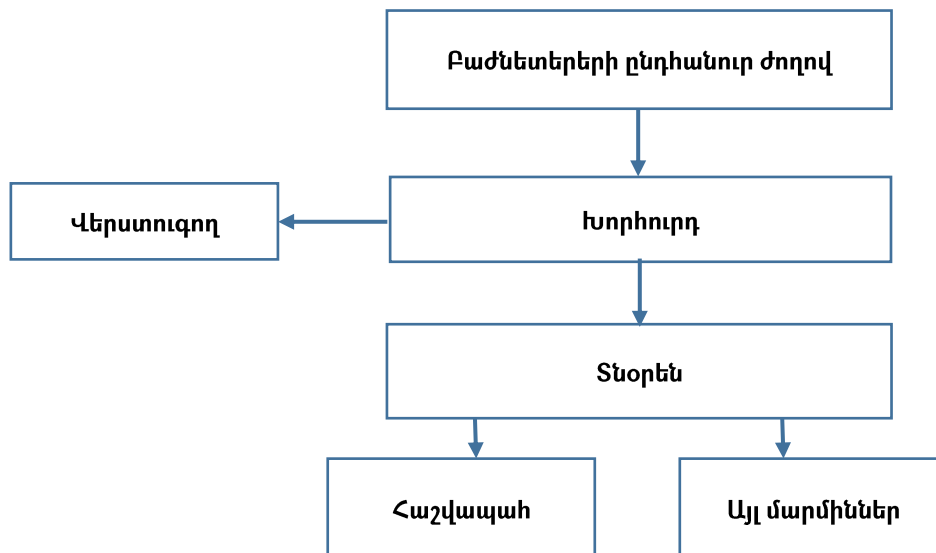 Բաժնետերերի ընդհանուր ժողով
Վերստուգող
Խորհուրդ
Տնօրեն
Հաշվապահ
Այլ մարմիններ